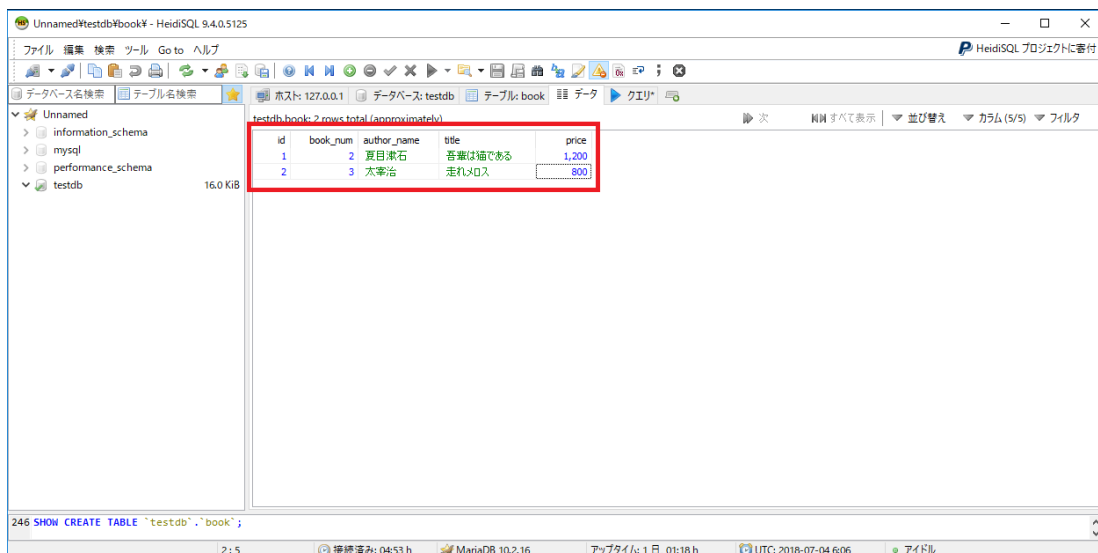 Unnamed¥testdb¥book¥ - HeidiSQL 9.4.0.5125
ファイル 編集 検索 ツール Go to ヘルプ
HeidiSQL プロジェクトに寄付
データベース名検索 テーブル名検索
ホスト: 127.0.0.1 データベース: testdb テーブル: book データ クエリ*
Unnamed
information_schema
mysql
performance_schema
testdb 16.0 KiB
testdb.book: 2 rows total (approximately)
次 すべて表示 並び替え カラム (5/5) フィルタ
id book_num author_name title price
1 2 夏目漱石 吾輩は猫である 1,200
2 3 太宰治 走れメロス 800
246 SHOW CREATE TABLE `testdb`.`book`;
2 : 5 接続済み: 04:53 h MariaDB 10.2.16 アップタイム: 1 日 01:18 h UTC: 2018-07-04 6:06 アイドル